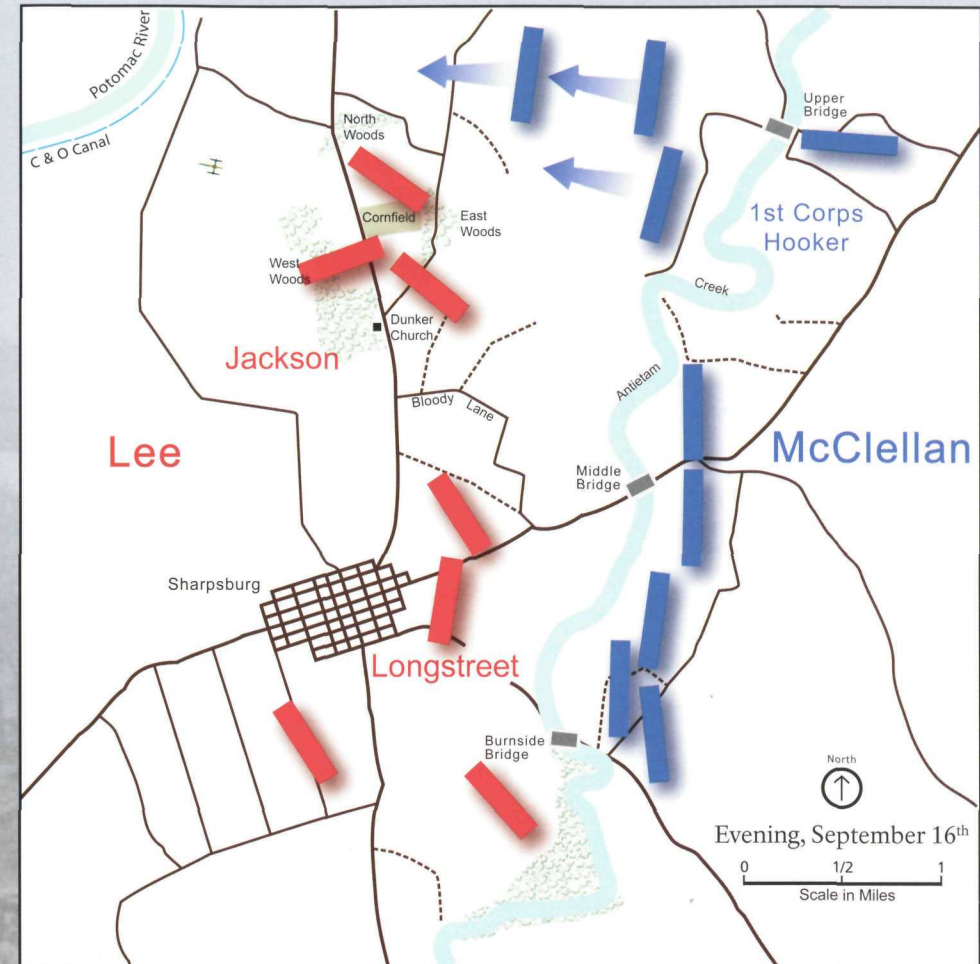 Potomac River
C & O Canal
North
Woods
Upper
Bridge
Cornfield
East
Woods
1st Corps
Hooker
West
Woods
Creek
Dunker
Church
Jackson
Antietam
Bloody
Lane
Lee
McClellan
Middle
Bridge
Sharpsburg
Longstreet
Burnside
Bridge
North
Evening, September 16th
0 1/2 1
Scale in Miles